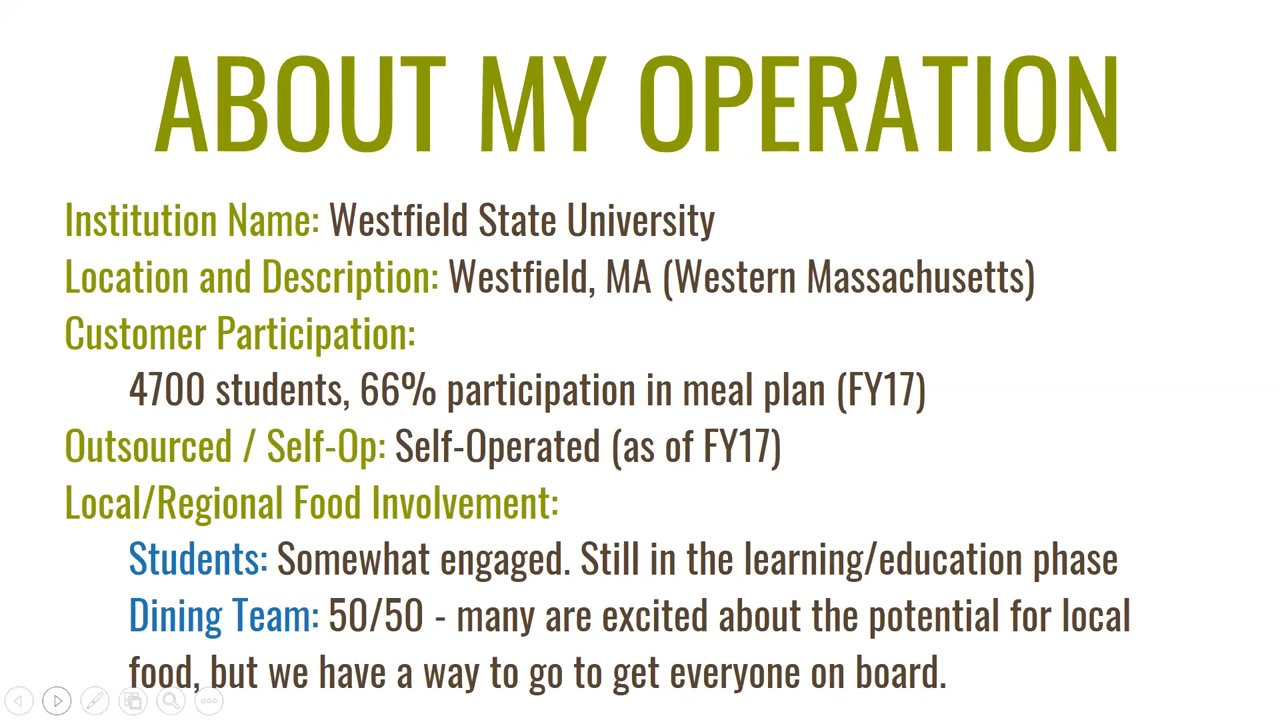 ABOUT MY OPERATION
Institution Name: Westfield State University
Location and Description: Westfield, MA (Western Massachusetts)
Customer Participation:
4700 students, 66% participation in meal plan (FY17)
Outsourced / Self-Op: Self-Operated (as of FY17)
Local/Regional Food Involvement:
Students: Somewhat engaged. Still in the learning/education phase
Dining Team: 50/50 - many are excited about the potential for local
food, but we have a way to go to get everyone on board.